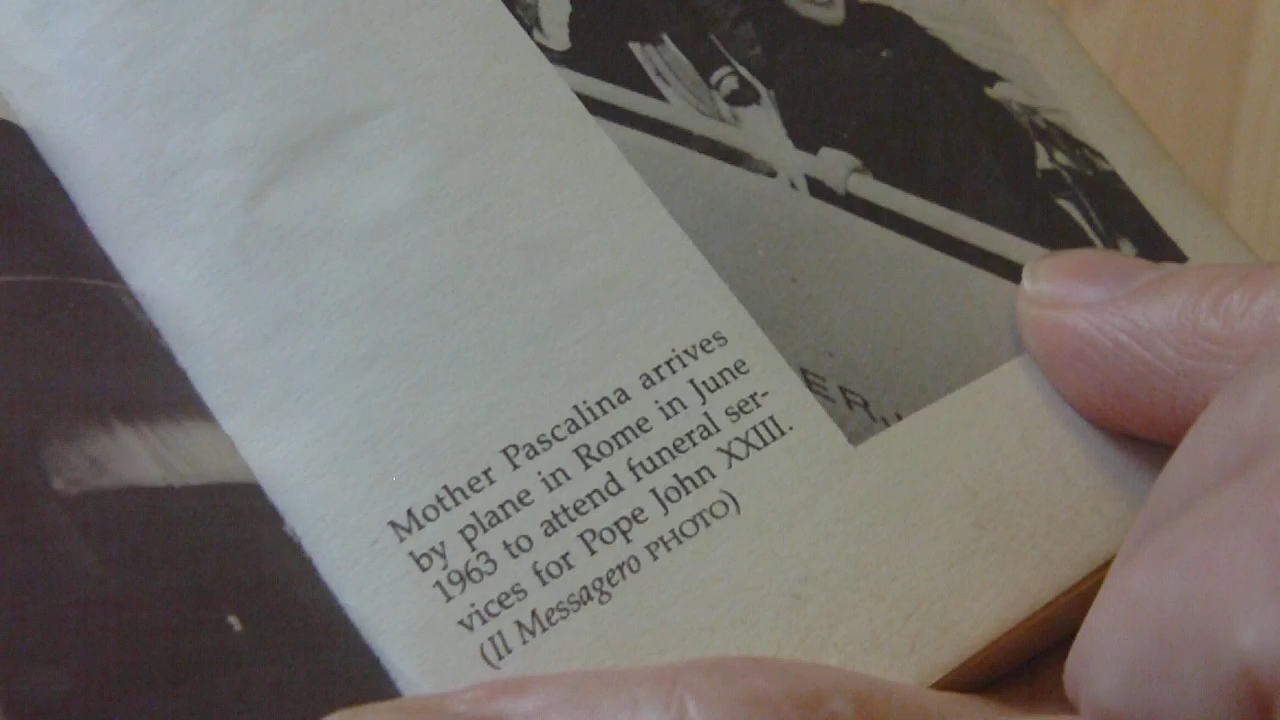 Mother Pascalina arrives
by plane in Rome in June
1963 to attend funeral ser-
vices for Pope John XXIII.
(Il Messagero PHOTO)
ER